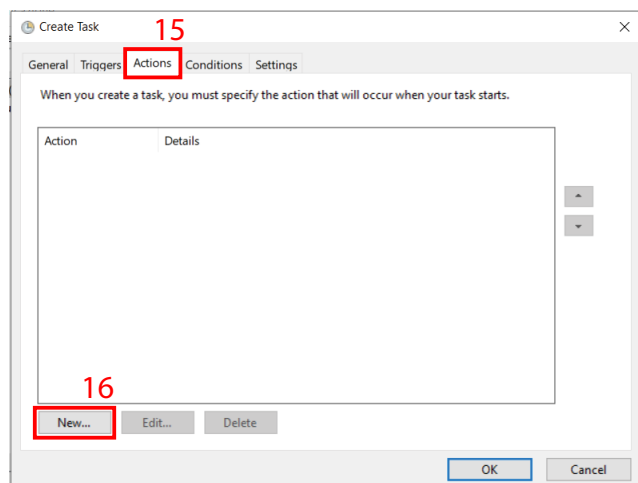 Create Task
15
General Triggers Actions Conditions Settings
When you create a task, you must specify the action that will occur when your task starts.
Action Details
16
New... Edit... Delete
OK Cancel